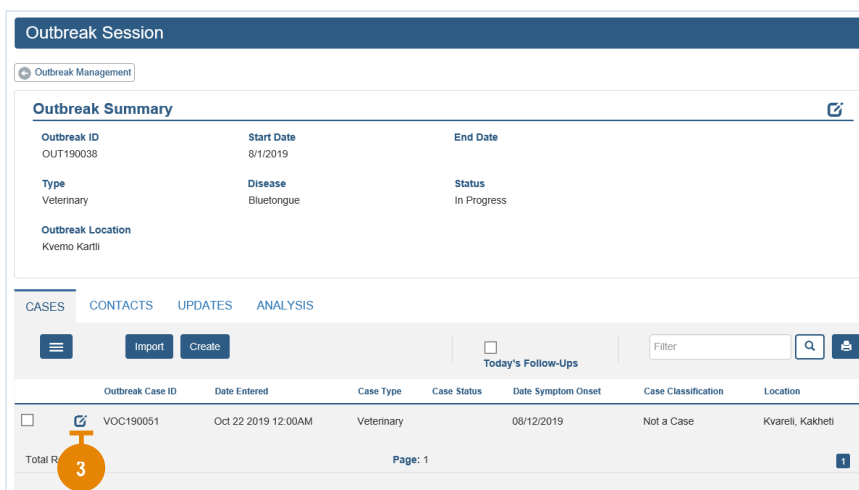 Outbreak Session
Outbreak Management
Outbreak Summary
Outbreak ID Start Date End Date
OUT190038 8/1/2019
Type Disease Status
Veterinary Bluetongue In Progress
Outbreak Location
Kvemo Kartli
CASES CONTACTS UPDATES ANALYSIS
Import Create Filter
Today's Follow-Ups
Outbreak Case ID Date Entered Case Type Case Status Date Symptom Onset Case Classification Location
VOC190051 Oct 22 2019 12:00AM Veterinary 08/12/2019 Not a Case Kvareli, Kakheti
Total Page: 1 1
3